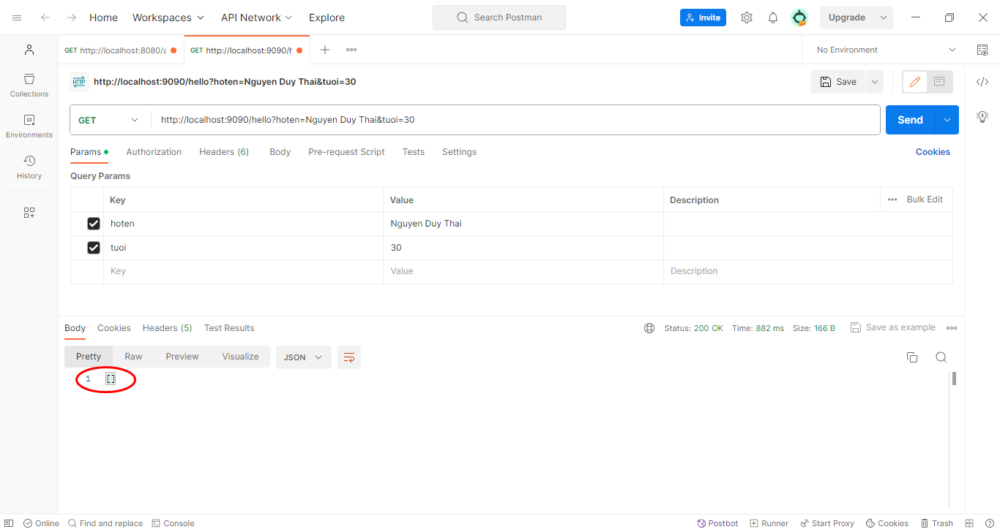 Home Workspaces API Network Explore Search Postman Invite Upgrade
GET http://localhost:8080/a GET http://localhost:9090/h No Environment
HTTP http://localhost:9090/hello?hoten=Nguyen Duy Thai&tuoi=30 Save
Collections
GET http://localhost:9090/hello?hoten=Nguyen Duy Thai&tuoi=30 Send
Environments
Params Authorization Headers (6) Body Pre-request Script Tests Settings Cookies
History
Query Params
Key Value Description Bulk Edit
hoten Nguyen Duy Thai
tuoi 30
Key Value Description
Body Cookies Headers (5) Test Results Status: 200 OK Time: 882 ms Size: 166 B Save as example
Pretty Raw Preview Visualize JSON
1 []
Online Find and replace Console Postbot Runner Start Proxy Cookies Trash